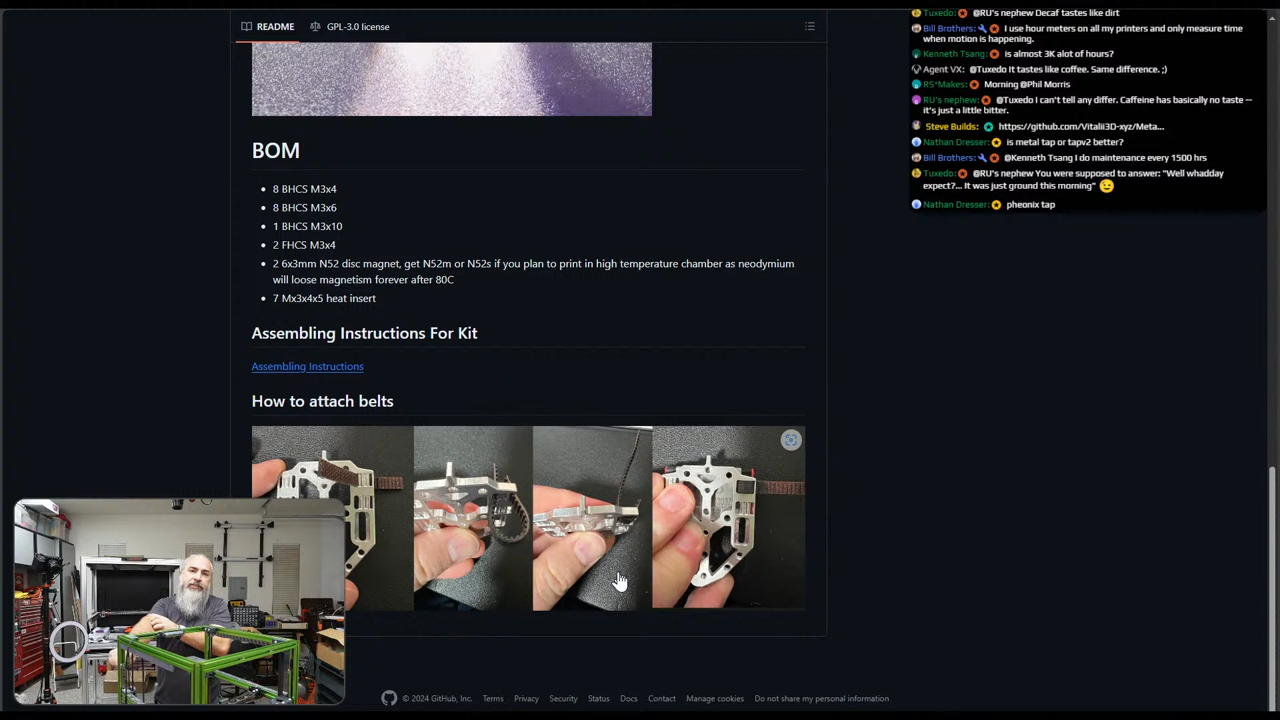 README
GPL-3.0 license
BOM
8 BHCS M3x4
8 BHCS M3x6
1 BHCS M3x10
2 FHCS M3x4
2 6x3mm N52 disc magnet, get N52m or N52s if you plan to print in high temperature chamber as neodymium
will loose magnetism forever after 80C
7 Mx3x4x5 heat insert
Assembling Instructions For Kit
Assembling Instructions
How to attach belts
© 2024 GitHub, Inc. Terms Privacy Security Status Docs Contact Manage cookies Do not share my personal information
Tuxedo: @RU's nephew Decaf tastes like dirt
Bill Brothers: I use hour meters on all my printers and only measure time
when motion is happening.
Kenneth Tsang: is almost 3K alot of hours?
Agent VX: @Tuxedo It tastes like coffee. Same difference. ;)
RS*Makes: Morning @Phil Morris
RU's nephew: @Tuxedo I can't tell any differ. Caffeine has basically no taste --
it's just a little bitter.
Steve Builds: https://github.com/Vitalii3D-xyz/Meta...
Nathan Dresser: is metal tap or tapv2 better?
Bill Brothers: @Kenneth Tsang I do maintenance every 1500 hrs
Tuxedo: @RU's nephew You were supposed to answer: "Well whadday
expect?... It was just ground this morning" 😉
Nathan Dresser: pheonix tap